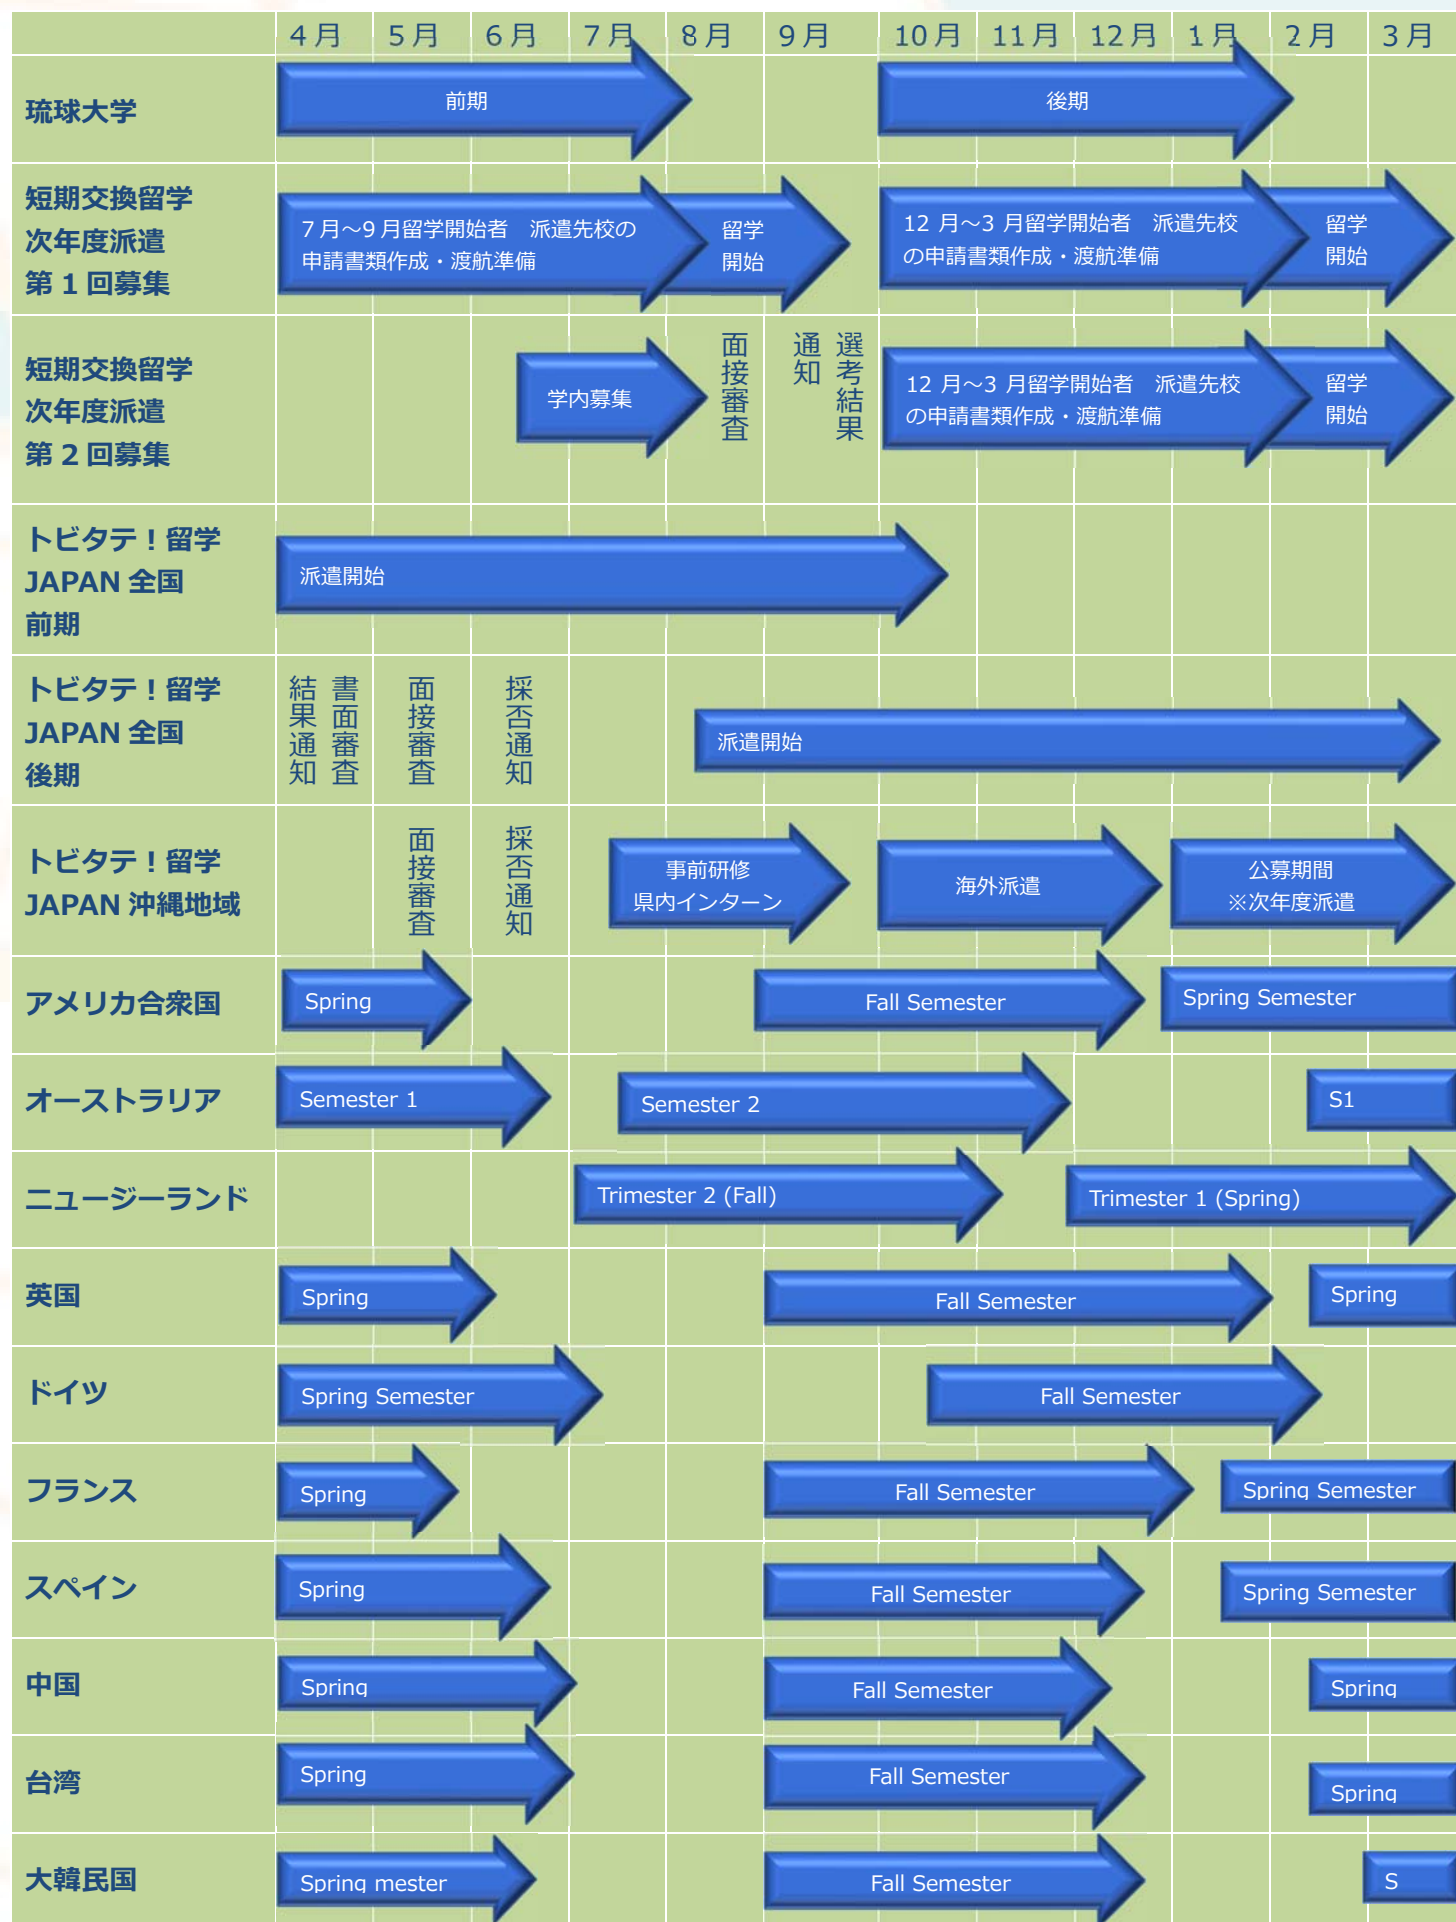 4月 5月 6月 7月 8月 9月 10月 11月 12月 1月 2月 3月
琉球大学
前期
後期
短期交換留学
次年度派遣
第1回募集
7月～9月留学開始者　派遣先校の
申請書類作成・渡航準備
留学
開始
12 月～3 月留学開始者　派遣先校
の申請書類作成・渡航準備
留学
開始
短期交換留学
次年度派遣
第2回募集
学内募集
面接審査
選考結果
通知
12 月～3 月留学開始者　派遣先校
の申請書類作成・渡航準備
留学
開始
トビタテ！留学
JAPAN 全国
前期
派遣開始
トビタテ！留学
JAPAN 全国
後期
書面審査
結果通知
面接審査
採否通知
派遣開始
トビタテ！留学
JAPAN 沖縄地域
面接審査
採否通知
事前研修
県内インターン
海外派遣
公募期間
※次年度派遣
アメリカ合衆国
Spring
Fall Semester
Spring Semester
オーストラリア
Semester 1
Semester 2
S1
ニュージーランド
Trimester 2 (Fall)
Trimester 1 (Spring)
英国
Spring
Fall Semester
Spring
ドイツ
Spring Semester
Fall Semester
フランス
Spring
Fall Semester
Spring Semester
スペイン
Spring
Fall Semester
Spring Semester
中国
Spring
Fall Semester
Spring
台湾
Spring
Fall Semester
Spring
大韓民国
Spring mester
Fall Semester
S